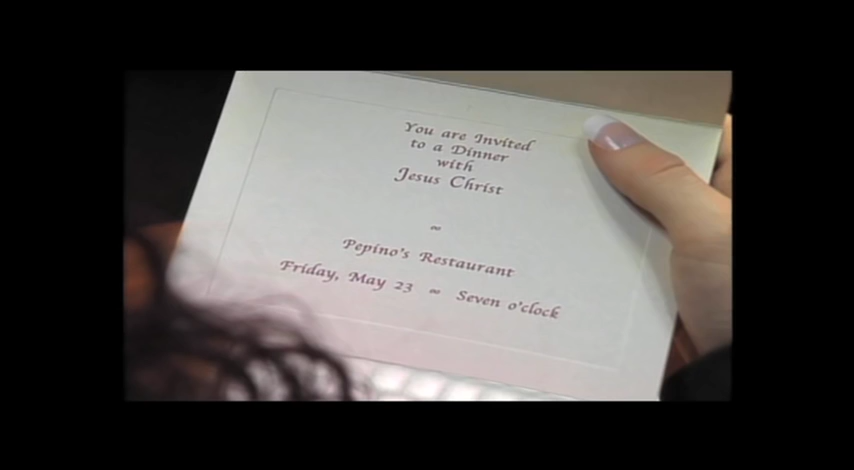 You are Invited
to a Dinner
with
Jesus Christ
~
Pepino's Restaurant
Friday, May 23 ~ Seven o'clock